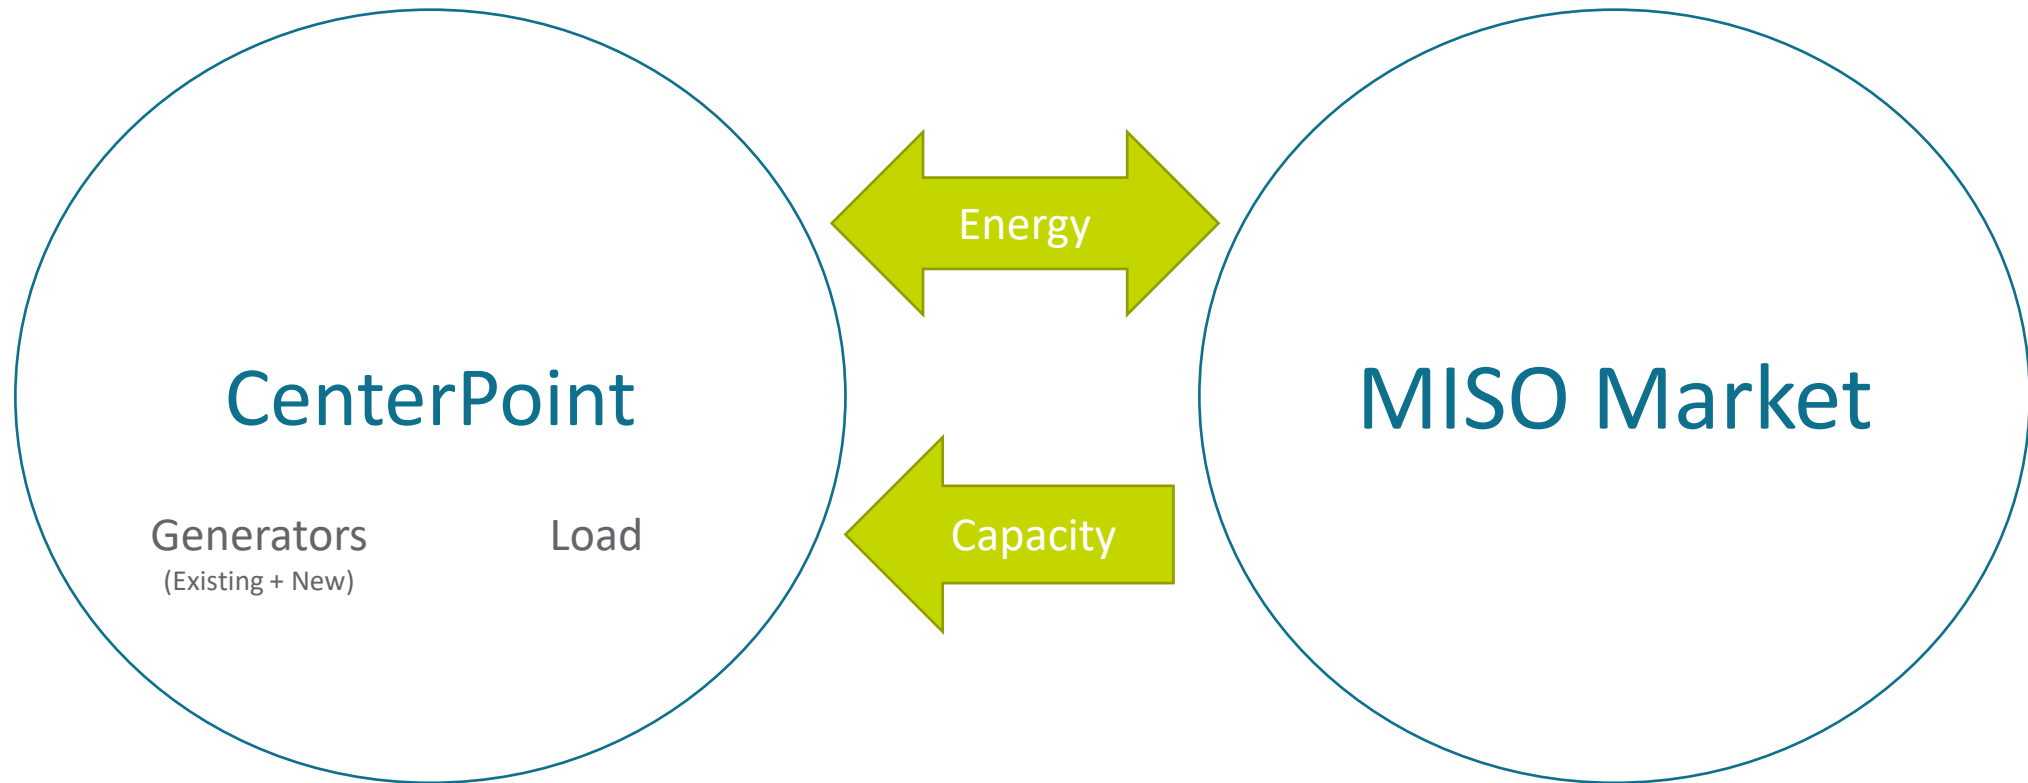 CenterPoint
Generators
(Existing + New)
Load
Energy
Capacity
MISO Market